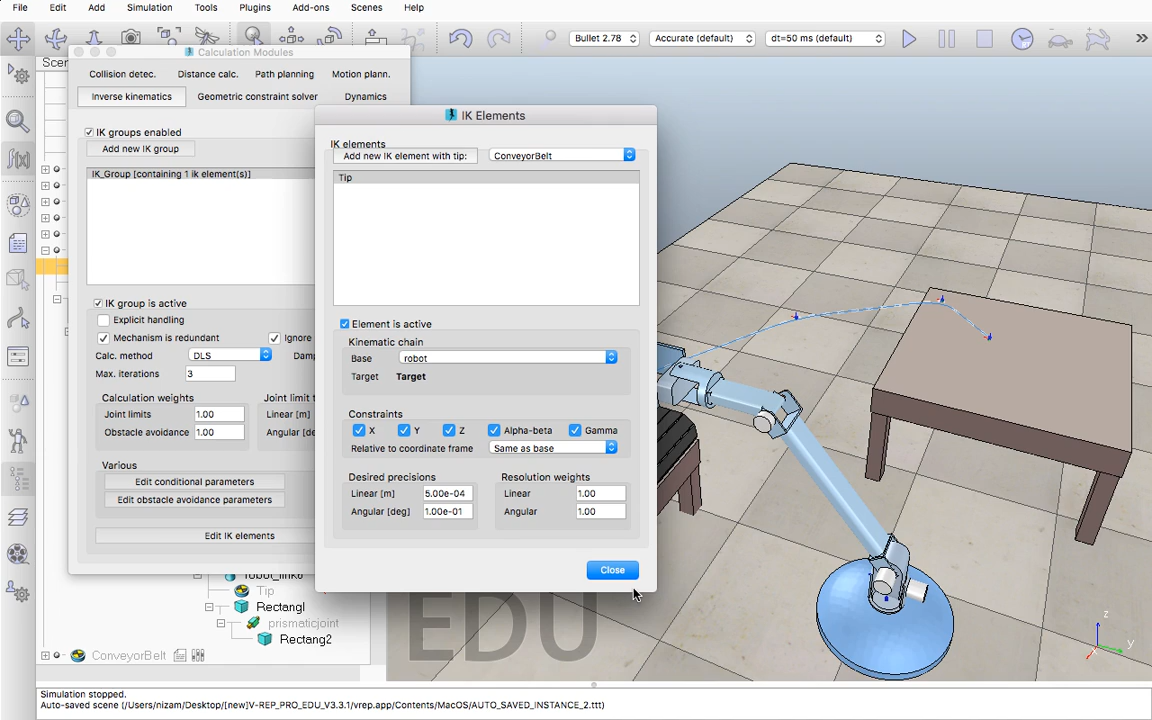 File Edit Add Simulation Tools Plugins Add-ons Scenes Help
Bullet 2.78 Accurate (default) dt=50 ms (default)
Calculation Modules
Collision detec. Distance calc. Path planning Motion plann.
Inverse kinematics Geometric constraint solver Dynamics
IK groups enabled
Add new IK group
IK_Group [containing 1 ik element(s)]
IK group is active
Explicit handling
Mechanism is redundant Ignore
Calc. method DLS
Max. iterations 3
Calculation weights
Joint limits 1.00 Linear [m]
Obstacle avoidance 1.00
Various
Edit conditional parameters
Edit obstacle avoidance parameters
Edit IK elements
IK Elements
IK elements
Add new IK element with tip: ConveyorBelt
Tip
Element is active
Kinematic chain
Base robot
Target Target
Constraints
X Y Z Alpha-beta Gamma
Relative to coordinate frame Same as base
Desired precisions Resolution weights
Linear [m] 5.00e-04 Linear 1.00
Angular [deg] 1.00e-01 Angular 1.00
Close
robot_link6
Tip
Rectangl
prismaticjoint
Rectang2
ConveyorBelt
EDU
z
y
x
Simulation stopped.
Auto-saved scene (/Users/nizam/Desktop/[new]V-REP_PRO_EDU_V3.3.1/vrep.app/Contents/MacOS/AUTO_SAVED_INSTANCE_2.ttt)